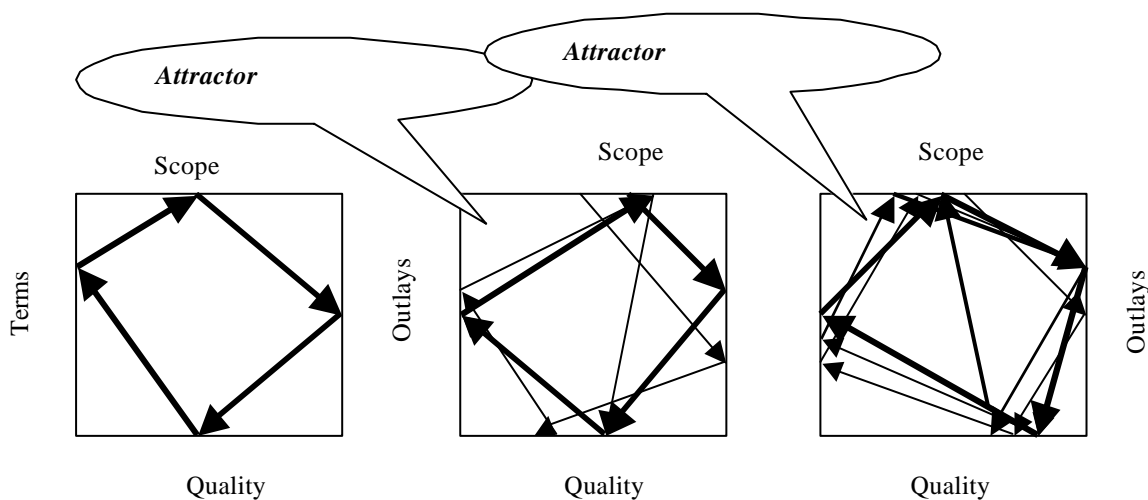 Attractor
Attractor
Scope
Scope
Scope
Terms
Outlays
Outlays
Quality
Quality
Quality